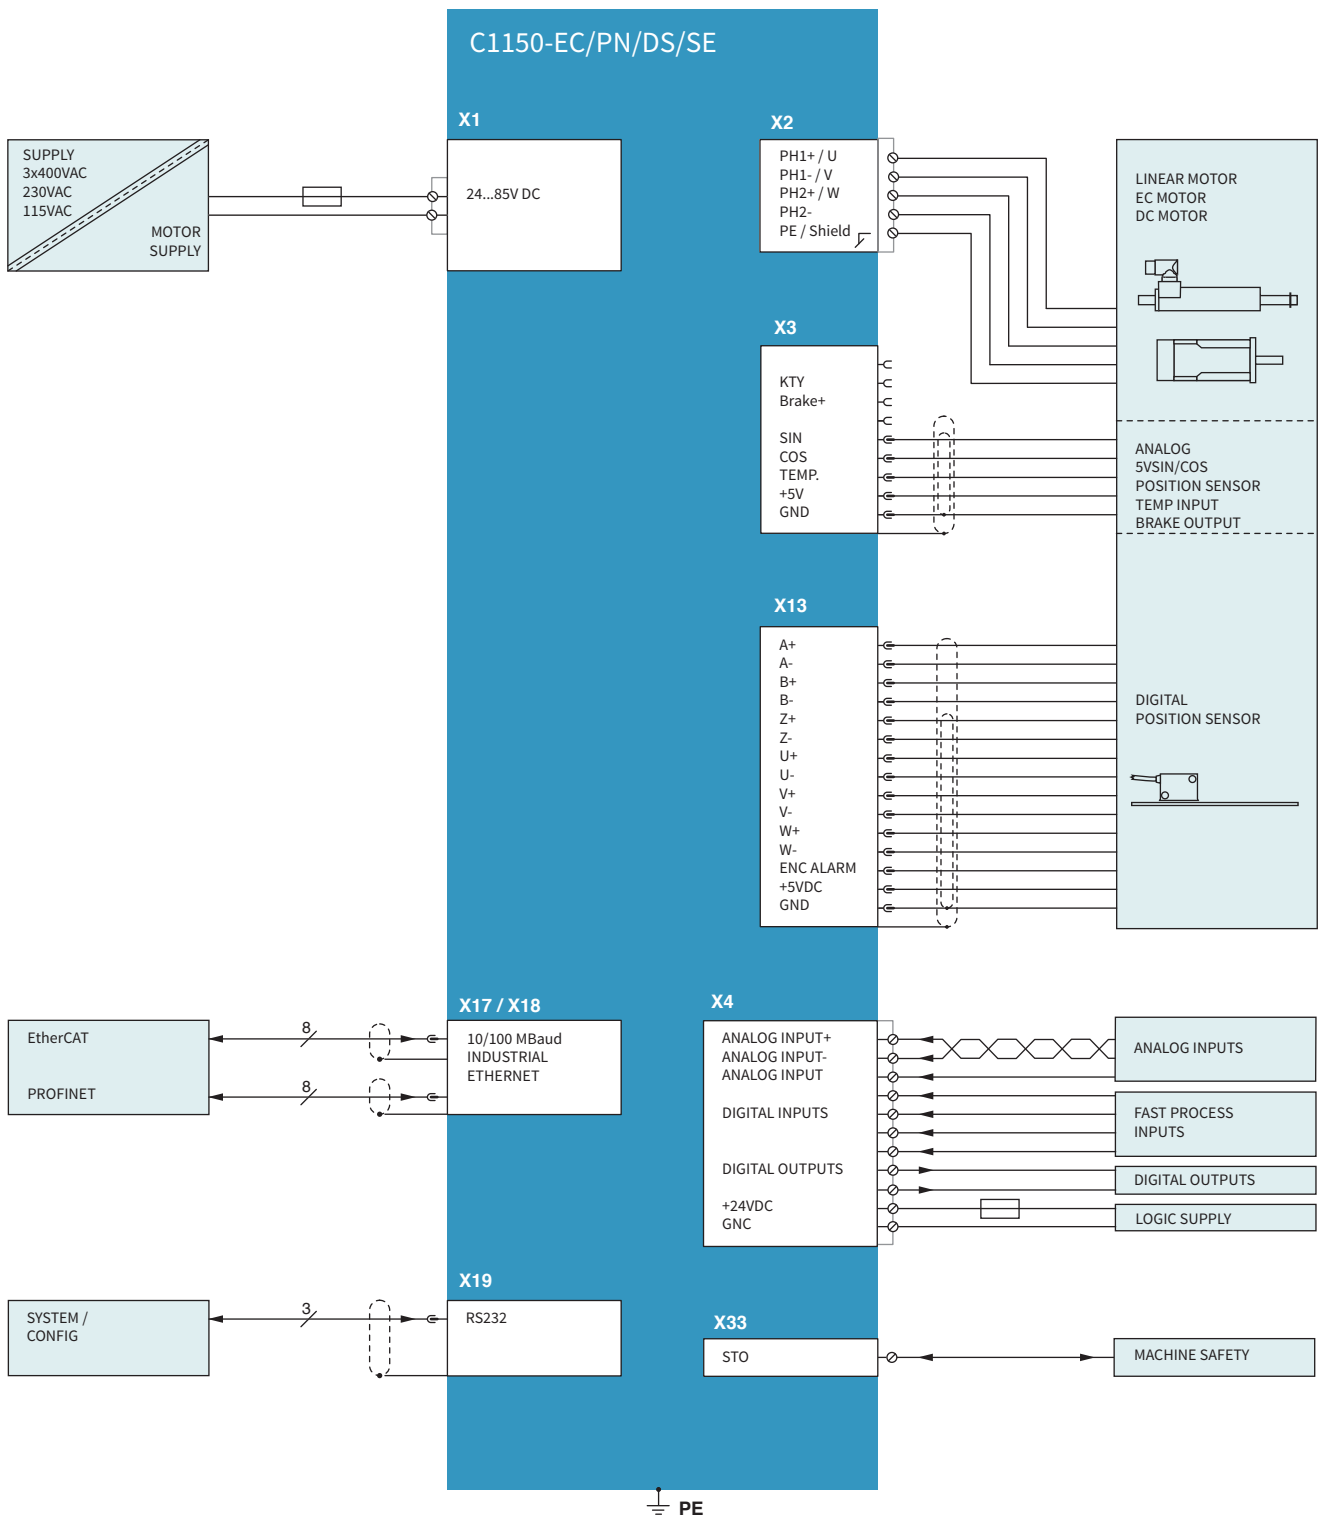 C1150-EC/PN/DS/SE
X1
SUPPLY
3x400VAC
230VAC
115VAC
MOTOR
SUPPLY
24...85V DC
X2
PH1+ / U
PH1- / V
PH2+ / W
PH2-
PE / Shield
LINEAR MOTOR
EC MOTOR
DC MOTOR
X3
KTY
Brake+
SIN
COS
TEMP.
+5V
GND
ANALOG
5VSIN/COS
POSITION SENSOR
TEMP INPUT
BRAKE OUTPUT
X13
A+
A-
B+
B-
Z+
Z-
U+
U-
V+
V-
W+
W-
ENC ALARM
+5VDC
GND
DIGITAL
POSITION SENSOR
X17 / X18
EtherCAT
PROFINET
8
8
10/100 MBaud
INDUSTRIAL
ETHERNET
X4
ANALOG INPUT+
ANALOG INPUT-
ANALOG INPUT
DIGITAL INPUTS
DIGITAL OUTPUTS
+24VDC
GNC
ANALOG INPUTS
FAST PROCESS
INPUTS
DIGITAL OUTPUTS
LOGIC SUPPLY
X19
SYSTEM /
CONFIG
3
RS232
X33
STO
MACHINE SAFETY
PE